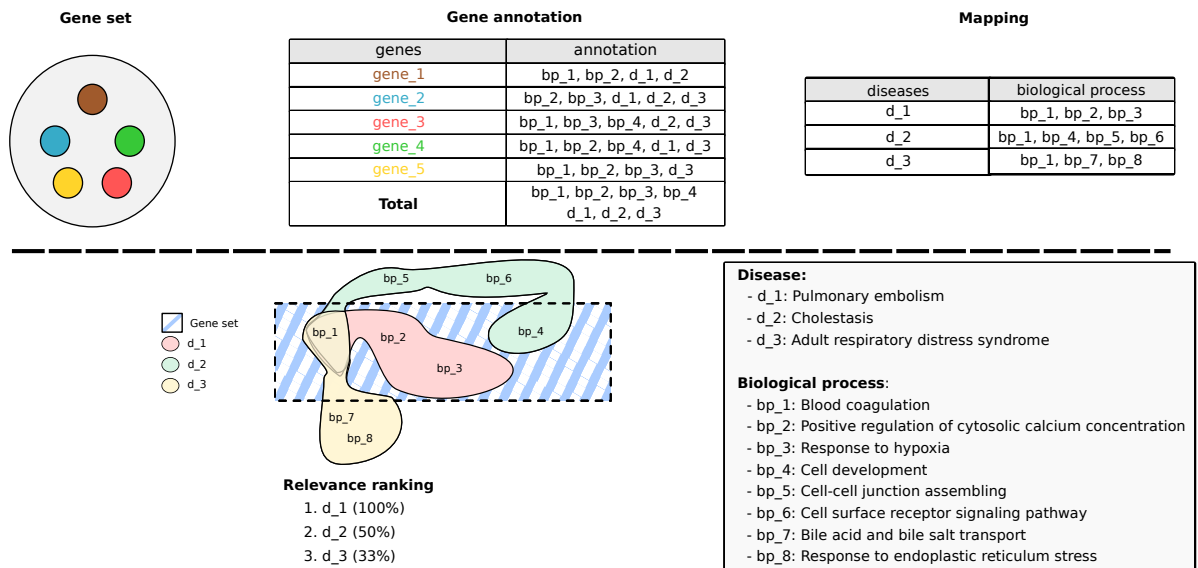 Gene set
Gene annotation
Mapping
genes annotation
gene_1 bp_1, bp_2, d_1, d_2
gene_2 bp_2, bp_3, d_1, d_2, d_3
gene_3 bp_1, bp_3, bp_4, d_2, d_3
gene_4 bp_1, bp_2, bp_4, d_1, d_3
gene_5 bp_1, bp_2, bp_3, d_3
Total bp_1, bp_2, bp_3, bp_4
d_1, d_2, d_3
diseases biological process
d_1 bp_1, bp_2, bp_3
d_2 bp_1, bp_4, bp_5, bp_6
d_3 bp_1, bp_7, bp_8
Gene set
d_1
d_2
d_3
bp_5
bp_6
bp_1
bp_2
bp_4
bp_3
bp_7
bp_8
Relevance ranking
1. d_1 (100%)
2. d_2 (50%)
3. d_3 (33%)
Disease:
- d_1: Pulmonary embolism
- d_2: Cholestasis
- d_3: Adult respiratory distress syndrome
Biological process:
- bp_1: Blood coagulation
- bp_2: Positive regulation of cytosolic calcium concentration
- bp_3: Response to hypoxia
- bp_4: Cell development
- bp_5: Cell-cell junction assembling
- bp_6: Cell surface receptor signaling pathway
- bp_7: Bile acid and bile salt transport
- bp_8: Response to endoplastic reticulum stress